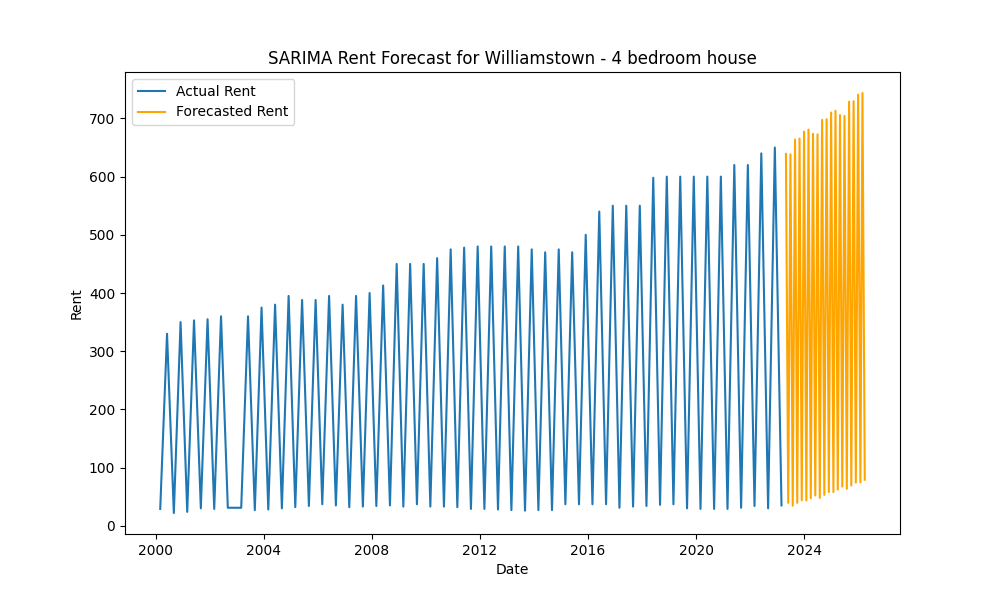 SARIMA Rent Forecast for Williamstown - 4 bedroom house
Actual Rent
Forecasted Rent
Rent
700
600
500
400
300
200
100
0
2000 2004 2008 2012 2016 2020 2024
Date